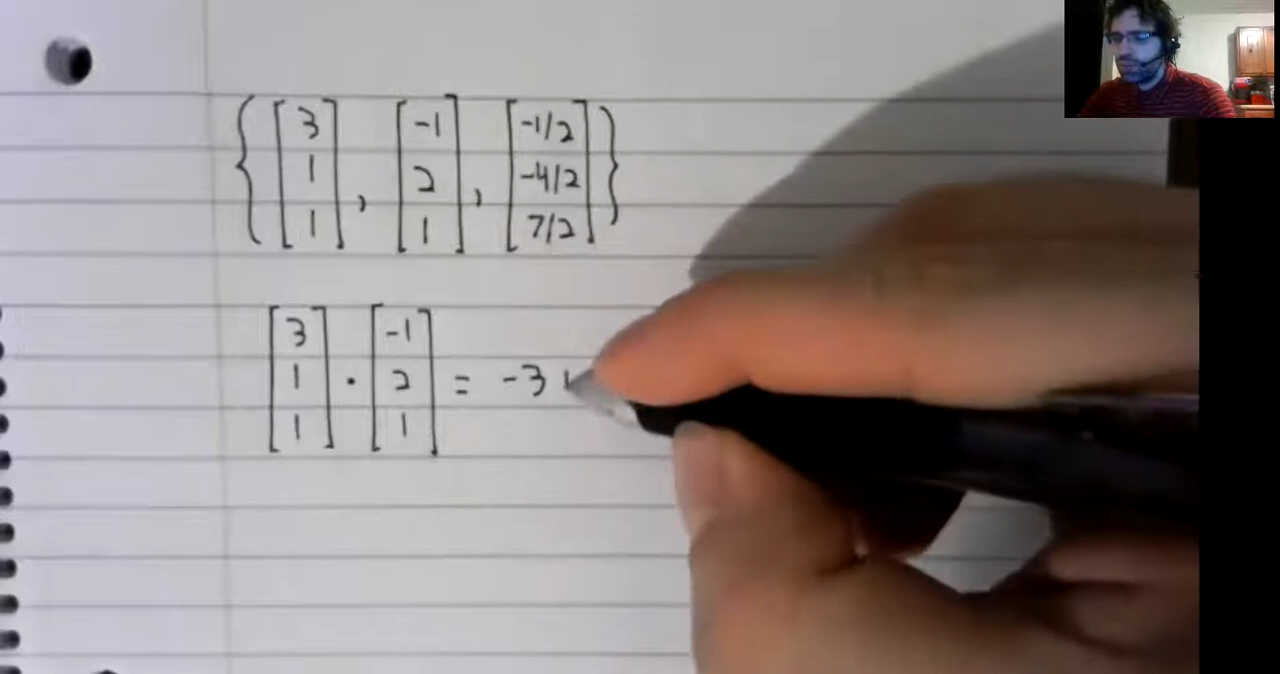 { [3 1 1], [-1 2 1], [-1/2 -4/2 7/2] }
[3 1 1] · [-1 2 1] = -3